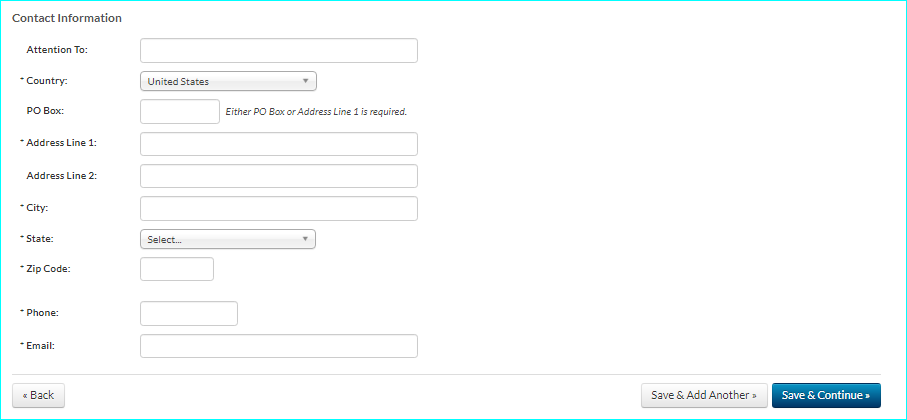 Contact Information
Attention To:
* Country: United States
PO Box: Either PO Box or Address Line 1 is required.
* Address Line 1:
Address Line 2:
* City:
* State: Select...
* Zip Code:
* Phone:
* Email:
« Back Save & Add Another » Save & Continue »